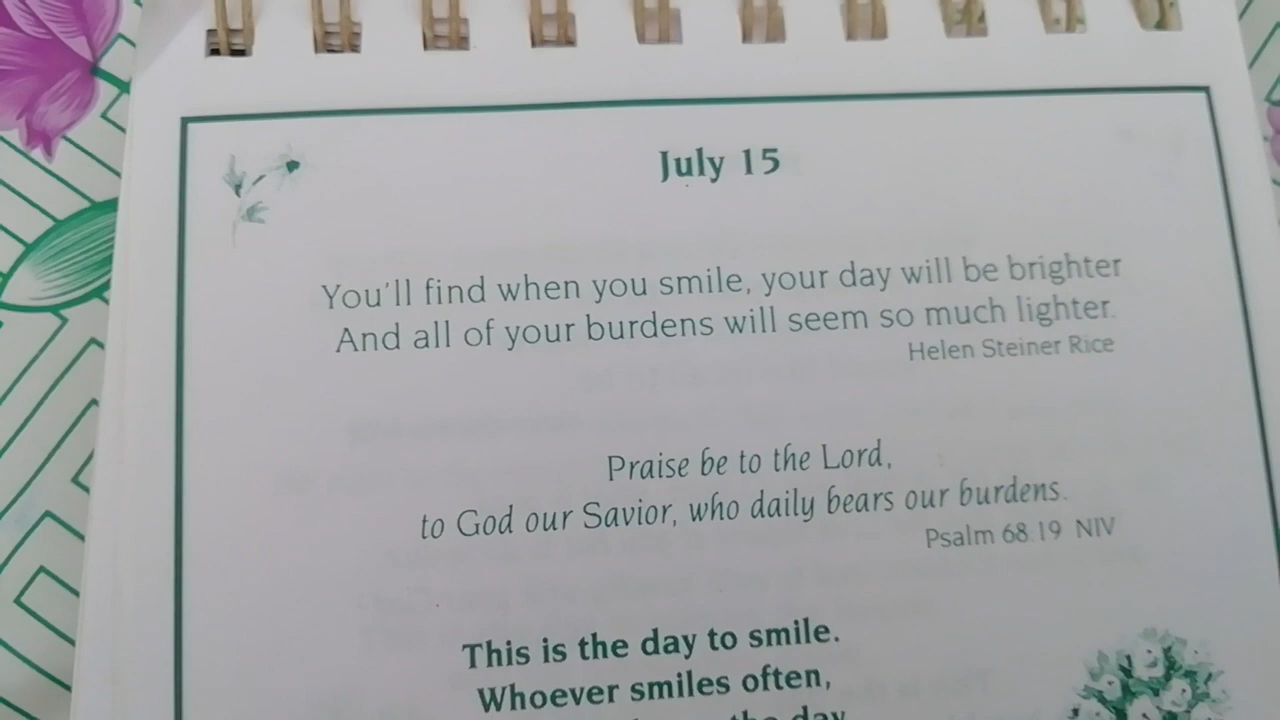 July 15
You'll find when you smile, your day will be brighter
And all of your burdens will seem so much lighter.
Helen Steiner Rice
Praise be to the Lord,
to God our Savior, who daily bears our burdens.
Psalm 68:19 NIV
This is the day to smile.
Whoever smiles often,
the day